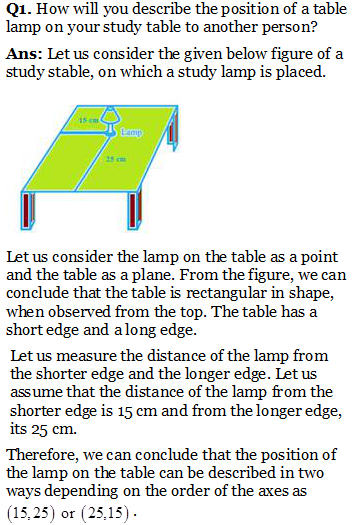 Q1. How will you describe the position of a table
lamp on your study table to another person?
Ans: Let us consider the given below figure of a
study stable, on which a study lamp is placed.
15 cm
Lamp
25 cm
Let us consider the lamp on the table as a point
and the table as a plane. From the figure, we can
conclude that the table is rectangular in shape,
when observed from the top. The table has a
short edge and a long edge.
Let us measure the distance of the lamp from
the shorter edge and the longer edge. Let us
assume that the distance of the lamp from the
shorter edge is 15 cm and from the longer edge,
its 25 cm.
Therefore, we can conclude that the position of
the lamp on the table can be described in two
ways depending on the order of the axes as
(15,25) or (25,15).